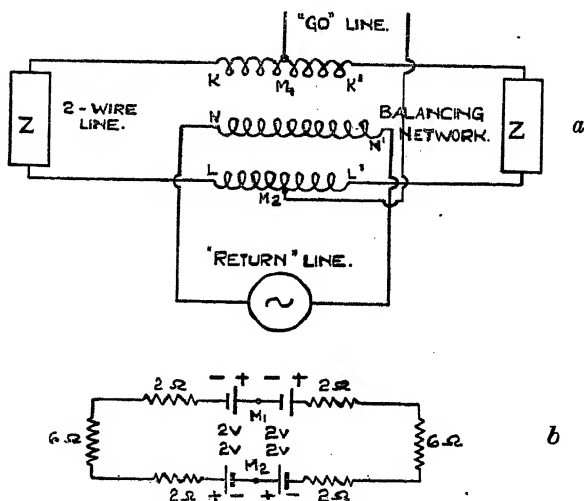 "GO" LINE.
K M₁ K'
Z
2-WIRE LINE.
N N'
BALANCING NETWORK.
Z
a
L M₂ L'
"RETURN" LINE.
~
2Ω - + - + 2Ω
M₁
2V 2V
6Ω 6Ω
b
2V 2V
M₂
2Ω + - + - 2Ω